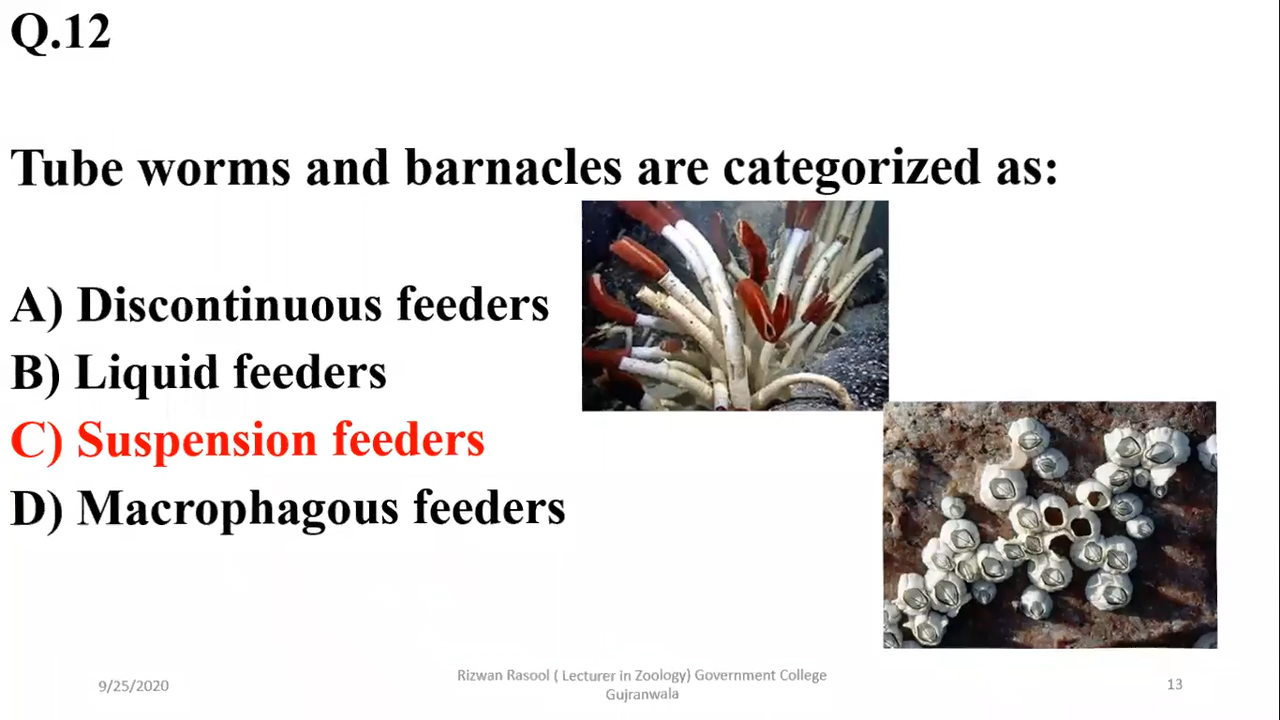 Q.12
Tube worms and barnacles are categorized as:
A) Discontinuous feeders
B) Liquid feeders
C) Suspension feeders
D) Macrophagous feeders
9/25/2020
Rizwan Rasool ( Lecturer in Zoology) Government College
Gujranwala
13